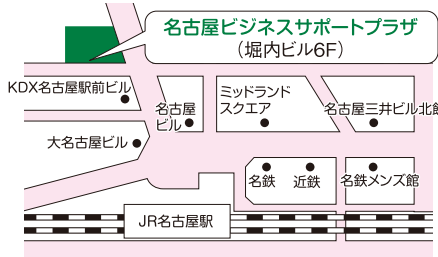 名古屋ビジネスサポートプラザ
(堀内ビル6F)
KDX名古屋駅前ビル
名古屋
ビル
ミッドランド
スクエア
名古屋三井ビル北館
大名古屋ビル
名鉄
近鉄
名鉄メンズ館
JR名古屋駅